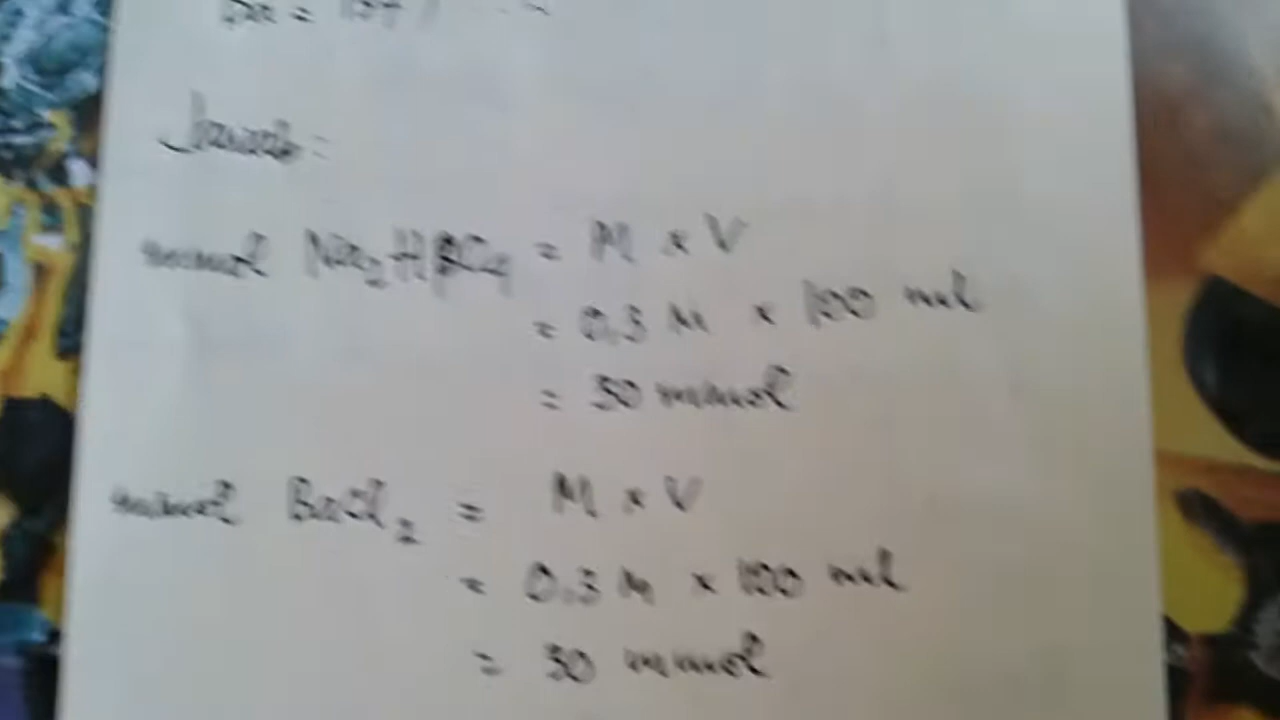 Jawab:
mmol Na₂HPO₄ = M × V
= 0,3 M × 100 ml
= 30 mmol
mmol BaCl₂ = M × V
= 0,3 M × 100 ml
= 30 mmol